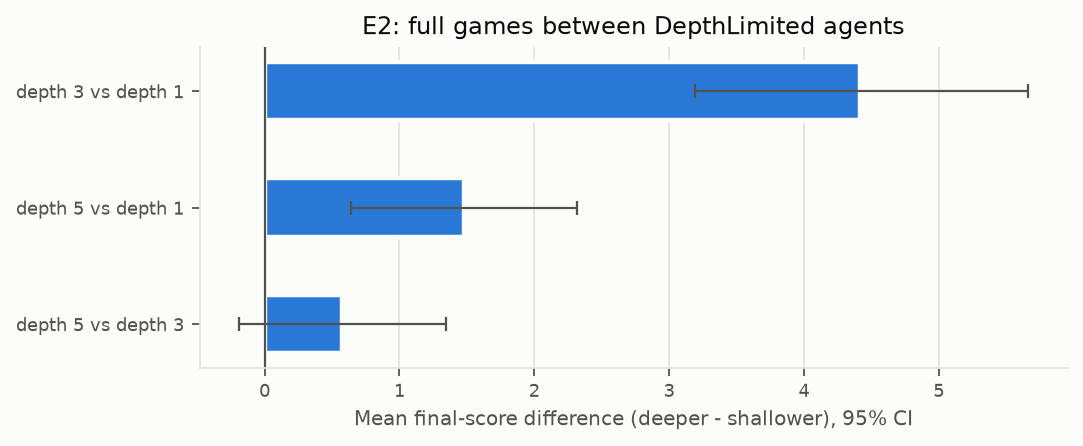 E2: full games between DepthLimited agents
depth 3 vs depth 1
depth 5 vs depth 1
depth 5 vs depth 3
0 1 2 3 4 5
Mean final-score difference (deeper - shallower), 95% CI